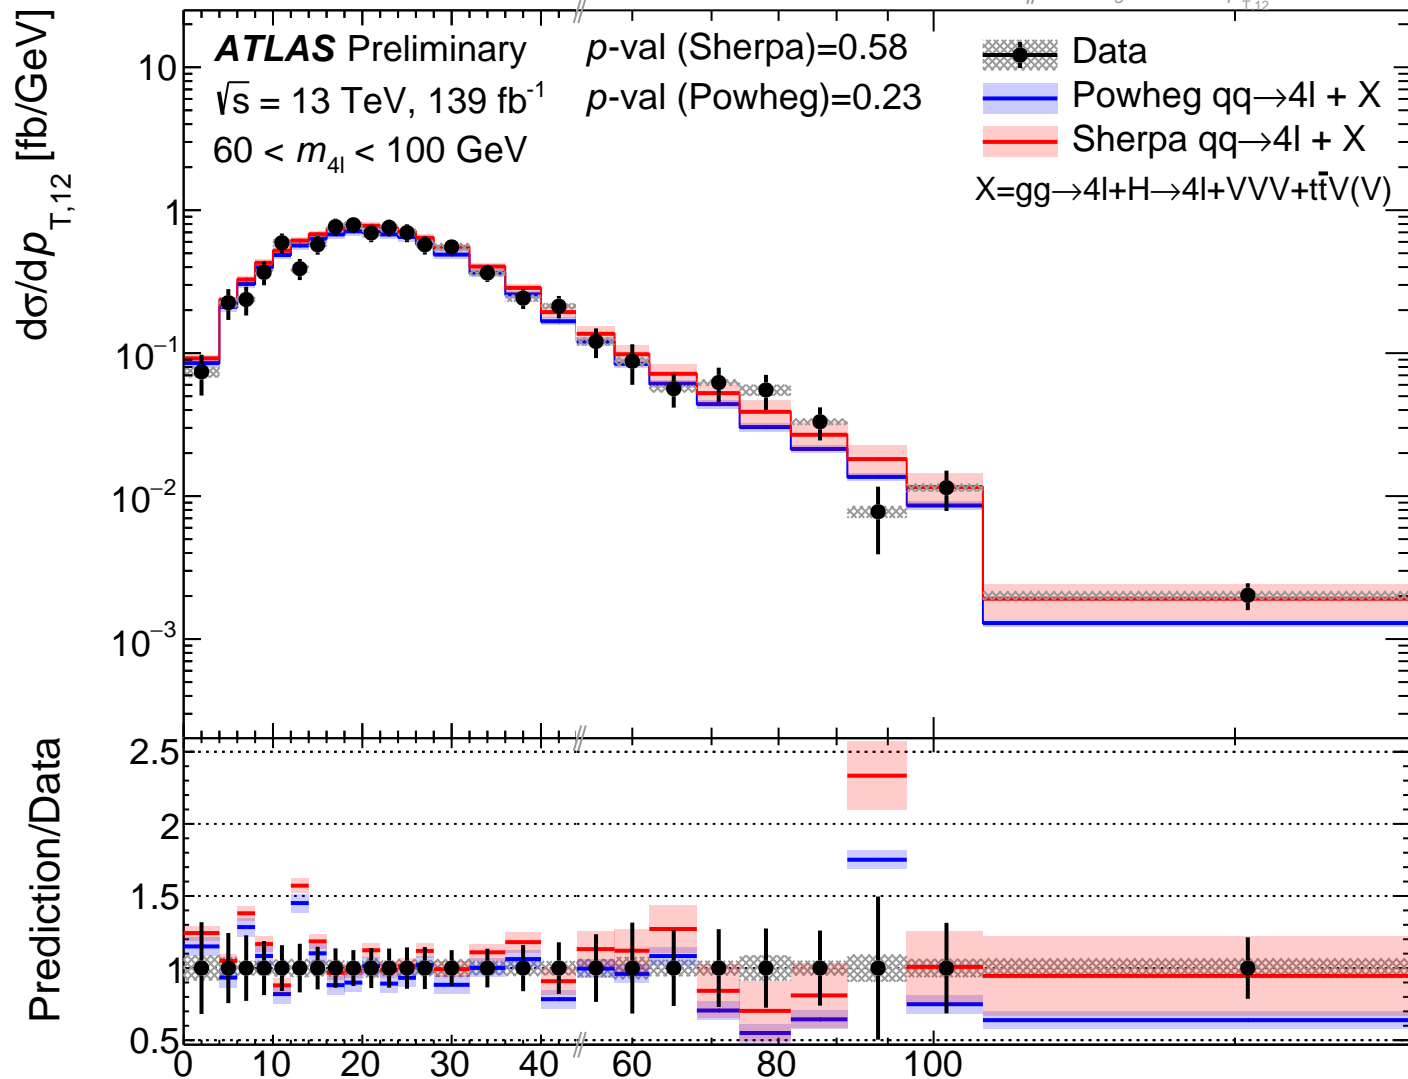 ATLAS Preliminary
√s = 13 TeV, 139 fb⁻¹
60 < m₄ₗ < 100 GeV
p-val (Sherpa)=0.58
p-val (Powheg)=0.23
Data
Powheg qq→4l + X
Sherpa qq→4l + X
X=gg→4l+H→4l+VVV+tt̄V(V)
dσ/dp_T,12 [fb/GeV]
10
1
10⁻¹
10⁻²
10⁻³
Prediction/Data
2.5
2
1.5
1
0.5
0 10 20 30 40 60 80 100